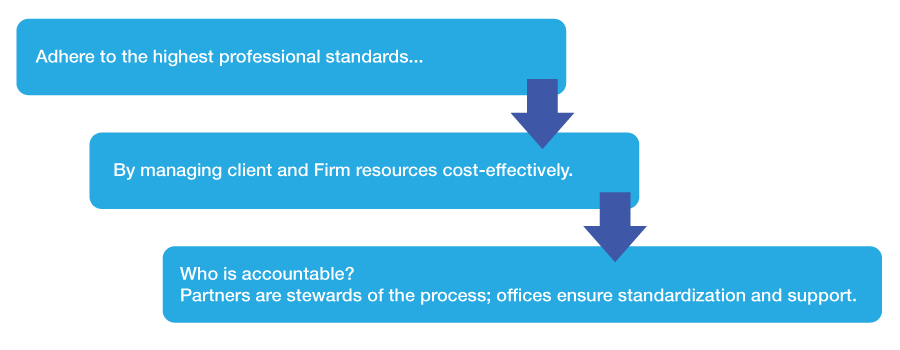 Adhere to the highest professional standards...
By managing client and Firm resources cost-effectively.
Who is accountable?
Partners are stewards of the process; offices ensure standardization and support.